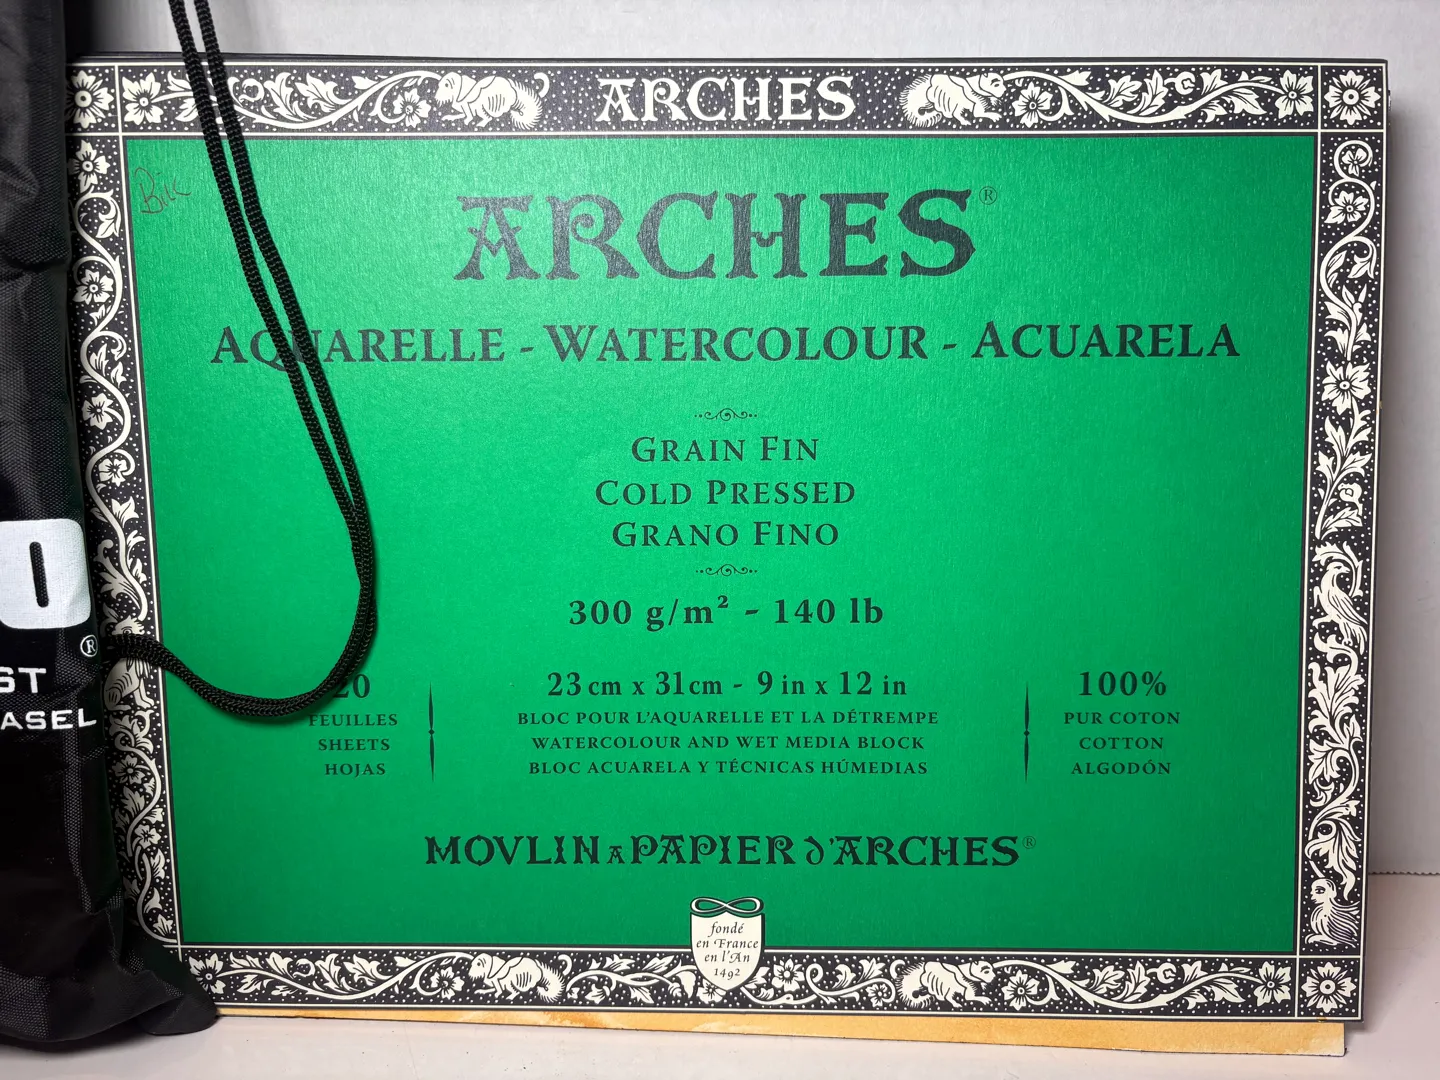 ARCHES
ARCHES®
AQUARELLE - WATERCOLOUR - ACUARELA
GRAIN FIN
COLD PRESSED
GRANO FINO
300 g/m² - 140 lb
20
FEUILLES
SHEETS
HOJAS
23 cm x 31 cm - 9 in x 12 in
BLOC POUR L'AQUARELLE ET LA DÉTREMPE
WATERCOLOUR AND WET MEDIA BLOCK
BLOC ACUARELA Y TÉCNICAS HÚMEDIAS
100%
PUR COTON
COTTON
ALGODÓN
MOVLIN A PAPIER D'ARCHES®
fondé
en France
en l'An
1492
®
ST
ASEL